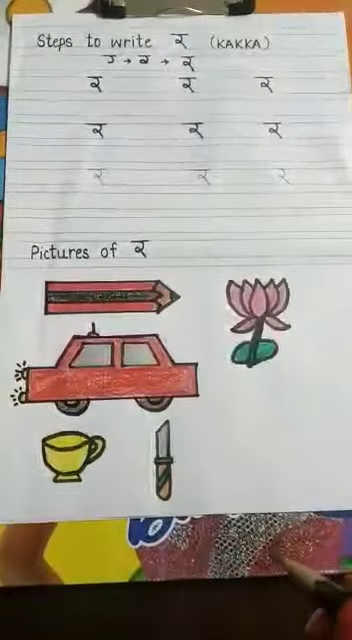 Steps to write ਕ (KAKKA)
→ → ਕ
ਕ ਕ ਕ
ਕ ਕ ਕ
ਕ ਕ ਕ
Pictures of ਕ